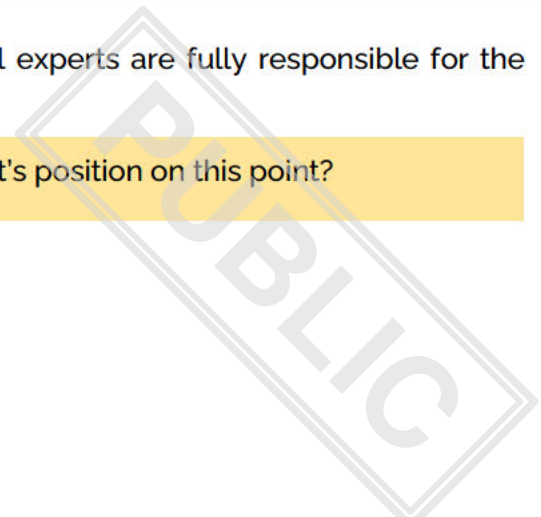 experts are fully responsible for the
t's position on this point?
PUBLIC